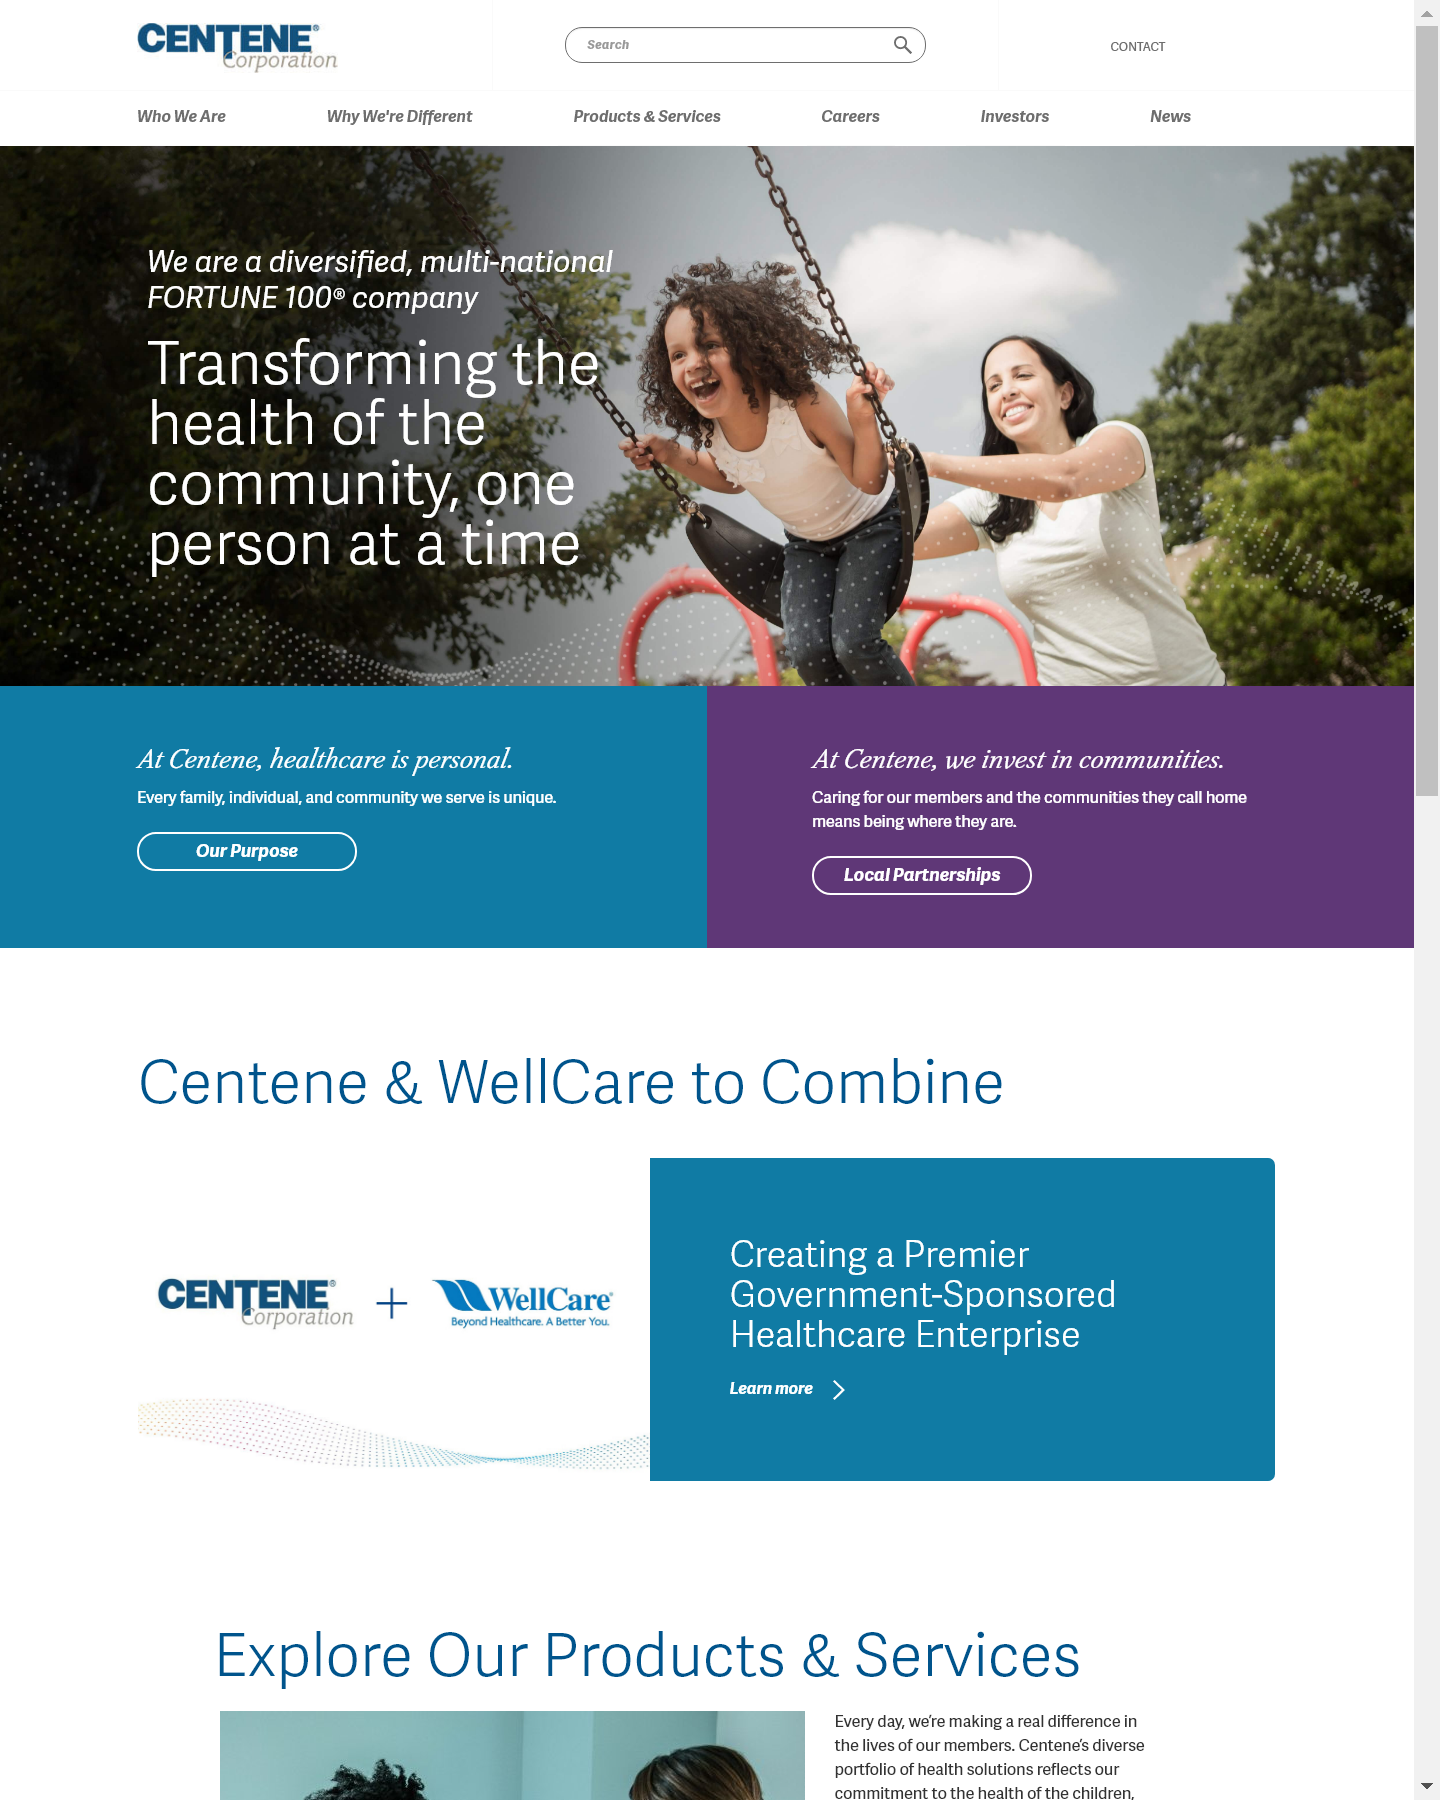 CENTENE®
Corporation
Search
CONTACT
Who We Are
Why We're Different
Products & Services
Careers
Investors
News
We are a diversified, multi-national
FORTUNE 100® company
Transforming the
health of the
community, one
person at a time
At Centene, healthcare is personal.
Every family, individual, and community we serve is unique.
Our Purpose
At Centene, we invest in communities.
Caring for our members and the communities they call home
means being where they are.
Local Partnerships
Centene & WellCare to Combine
CENTENE®
Corporation
+
WellCare®
Beyond Healthcare. A Better You.
Creating a Premier
Government-Sponsored
Healthcare Enterprise
Learn more
Explore Our Products & Services
Every day, we’re making a real difference in
the lives of our members. Centene’s diverse
portfolio of health solutions reflects our
commitment to the health of the children,